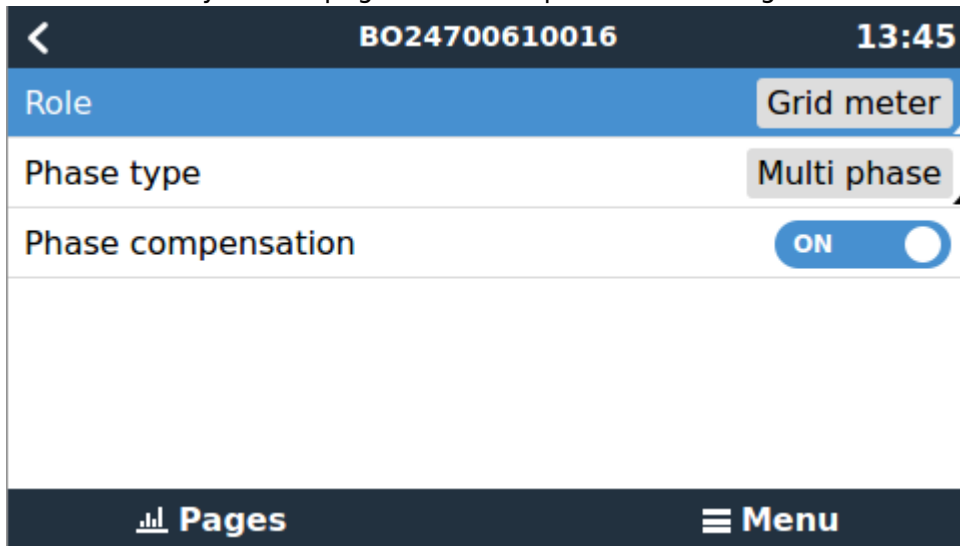 BO24700610016 13:45
Role Grid meter
Phase type Multi phase
Phase compensation ON
Pages Menu